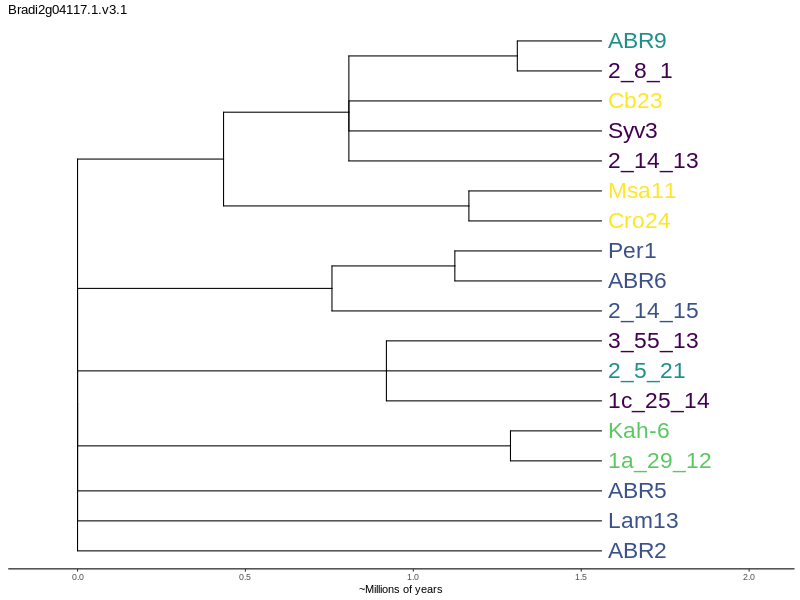 Bradi2g04117.1.v3.1
ABR9
2_8_1
Cb23
Syv3
2_14_13
Msa11
Cro24
Per1
ABR6
2_14_15
3_55_13
2_5_21
1c_25_14
Kah-6
1a_29_12
ABR5
Lam13
ABR2
0.0 0.5 1.0 1.5 2.0
~Millions of years